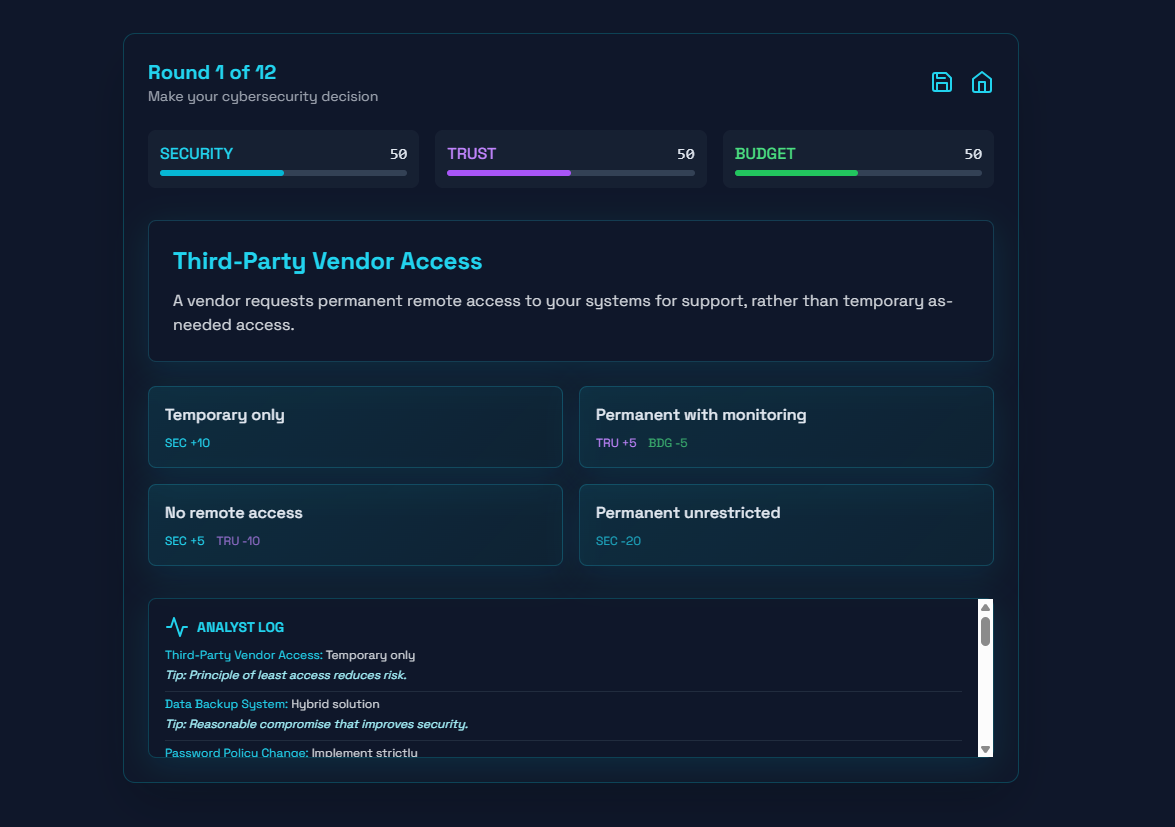 Round 1 of 12
Make your cybersecurity decision
SECURITY 50
TRUST 50
BUDGET 50
Third-Party Vendor Access
A vendor requests permanent remote access to your systems for support, rather than temporary as-
needed access.
Temporary only
SEC +10
Permanent with monitoring
TRU +5 BDG -5
No remote access
SEC +5 TRU -10
Permanent unrestricted
SEC -20
ANALYST LOG
Third-Party Vendor Access: Temporary only
Tip: Principle of least access reduces risk.
Data Backup System: Hybrid solution
Tip: Reasonable compromise that improves security.
Password Policy Change: Implement strictly